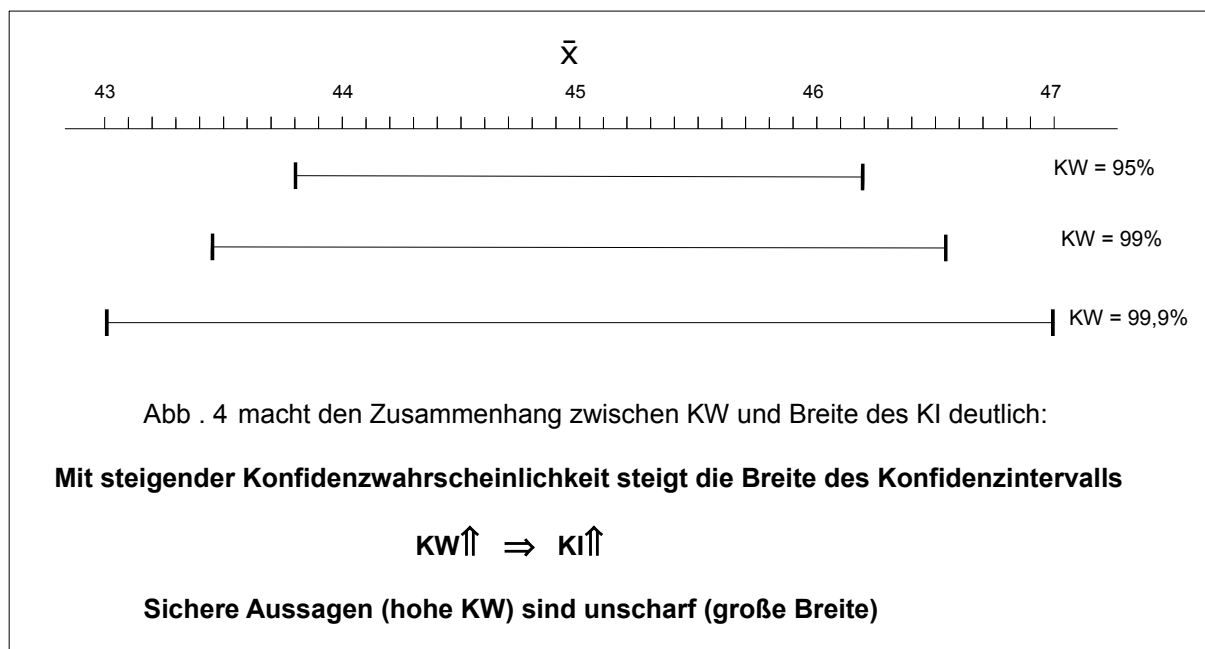 x̄
43 44 45 46 47
KW = 95%
KW = 99%
KW = 99,9%
Abb . 4 macht den Zusammenhang zwischen KW und Breite des KI deutlich:
Mit steigender Konfidenzwahrscheinlichkeit steigt die Breite des Konfidenzintervalls
KW⇑ ⇒ KI⇑
Sichere Aussagen (hohe KW) sind unscharf (große Breite)